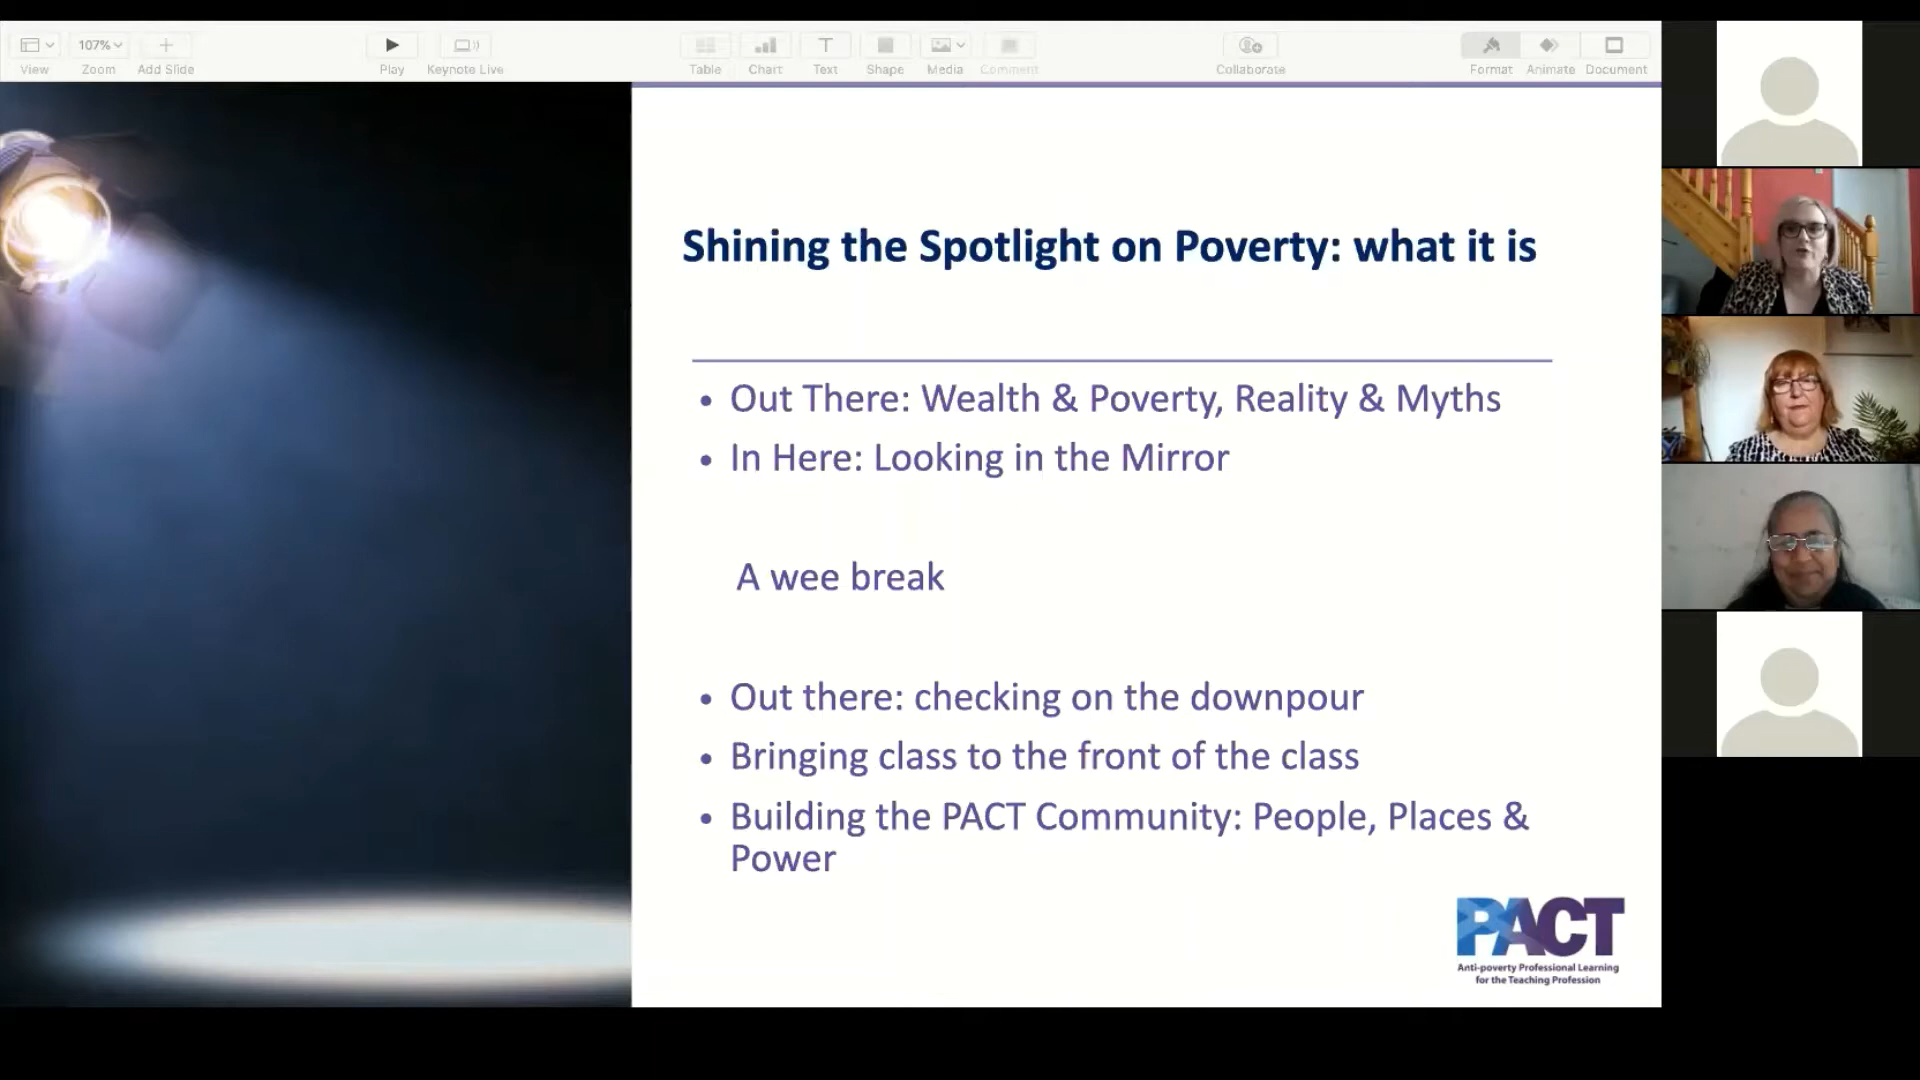 107%
View
Zoom
Add Slide
Play
Keynote Live
Table
Chart
T
Text
Shape
Media
Comment
Collaborate
Format
Animate
Document
Shining the Spotlight on Poverty: what it is
• Out There: Wealth & Poverty, Reality & Myths
• In Here: Looking in the Mirror
A wee break
• Out there: checking on the downpour
• Bringing class to the front of the class
• Building the PACT Community: People, Places &
Power
PACT
Anti-poverty Professional Learning
for the Teaching Profession